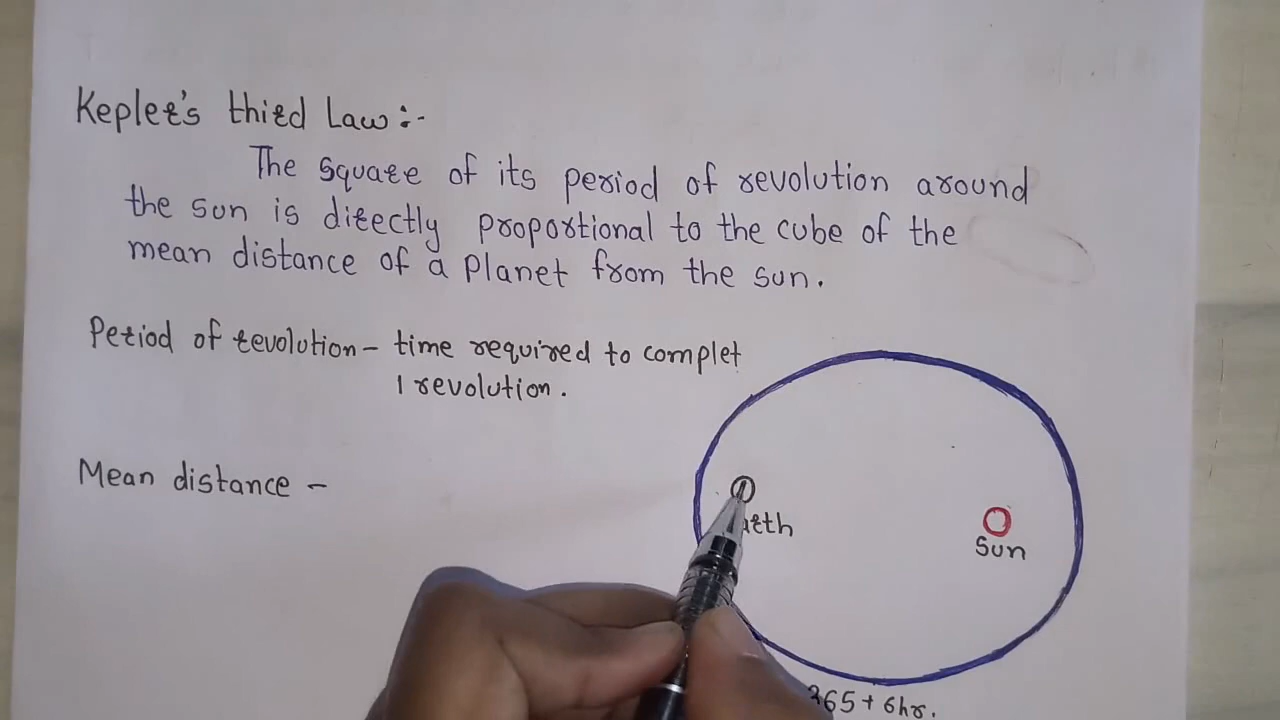 Kepler's third Law :-
The square of its period of revolution around
the sun is directly proportional to the cube of the
mean distance of a planet from the sun.
Period of revolution - time required to complet
1 revolution.
Mean distance -
Sun
365 + 6hr.